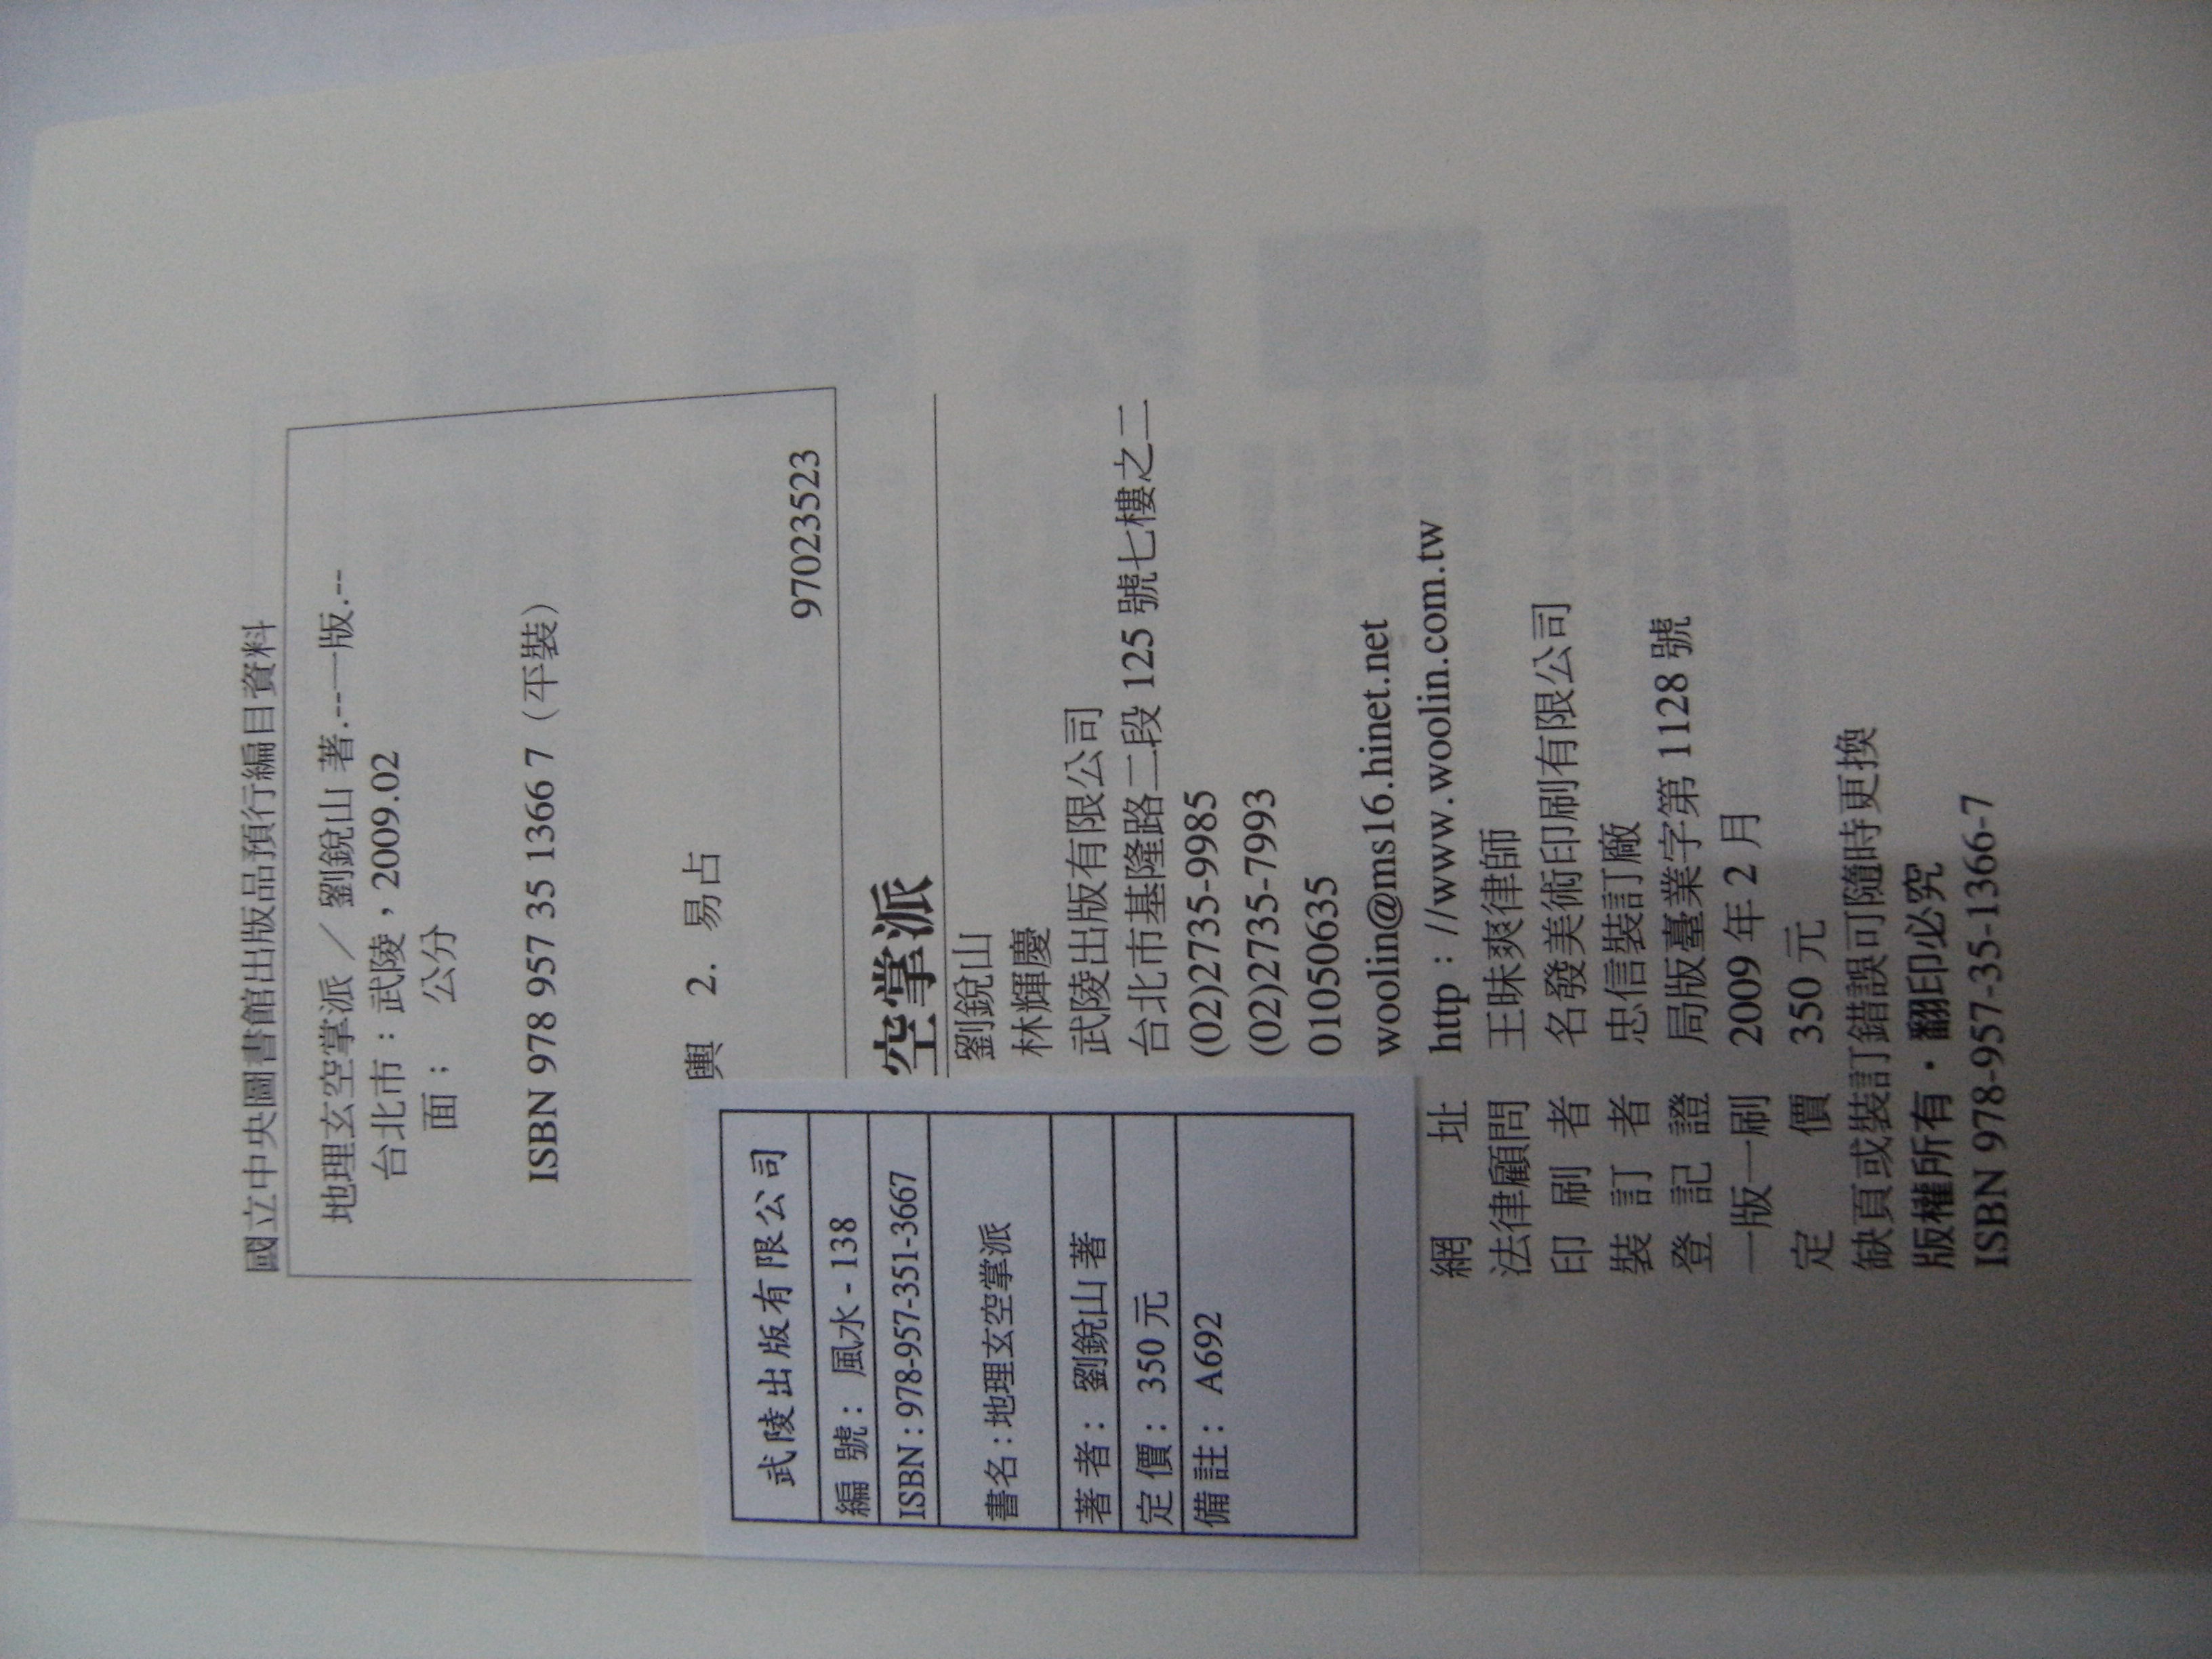 國立中央圖書館出版品預行編目資料
地理玄空掌派／劉銳山 著.--一版.--
台北市：武陵，2009.02
面； 公分
ISBN 978 957 35 1366 7（平裝）
輿 2. 易占
97023523
空掌派
劉銳山
林輝慶
武陵出版有限公司
台北市基隆路二段 125 號七樓之二
(02)2735-9985
(02)2735-7993
01050635
woolin@ms16.hinet.net
網 址 http：//www.woolin.com.tw
法律顧問 王昧爽律師
印 刷 者 名發美術印刷有限公司
裝 訂 者 忠信裝訂廠
登 記 證 局版臺業字第 1128 號
一版一刷 2009 年 2 月
定 價 350 元
缺頁或裝訂錯誤可隨時更換
版權所有・翻印必究
ISBN 978-957-35-1366-7
武陵出版有限公司
編 號： 風水 - 138
ISBN：978-957-351-3667
書名：地理玄空掌派
著 者： 劉銳山著
定 價： 350 元
備 註： A692